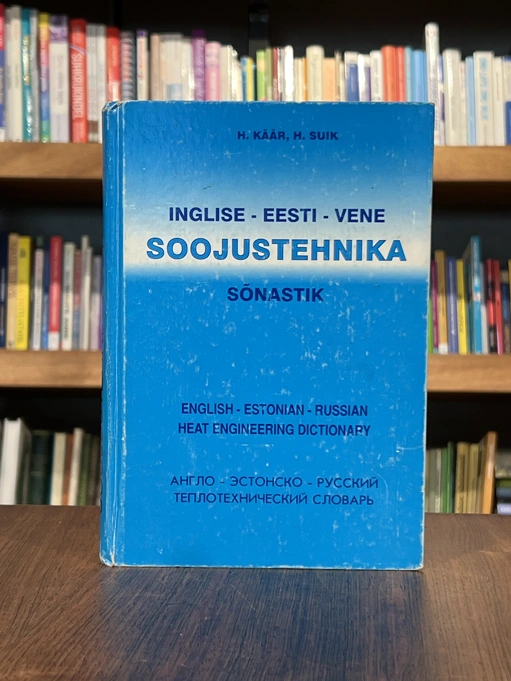 H. KÄÄR, H. SUIK
INGLISE - EESTI - VENE
SOOJUSTEHNIKA
SÕNASTIK
ENGLISH - ESTONIAN - RUSSIAN
HEAT ENGINEERING DICTIONARY
АНГЛО - ЭСТОНСКО - РУССКИЙ
ТЕПЛОТЕХНИЧЕСКИЙ СЛОВАРЬ